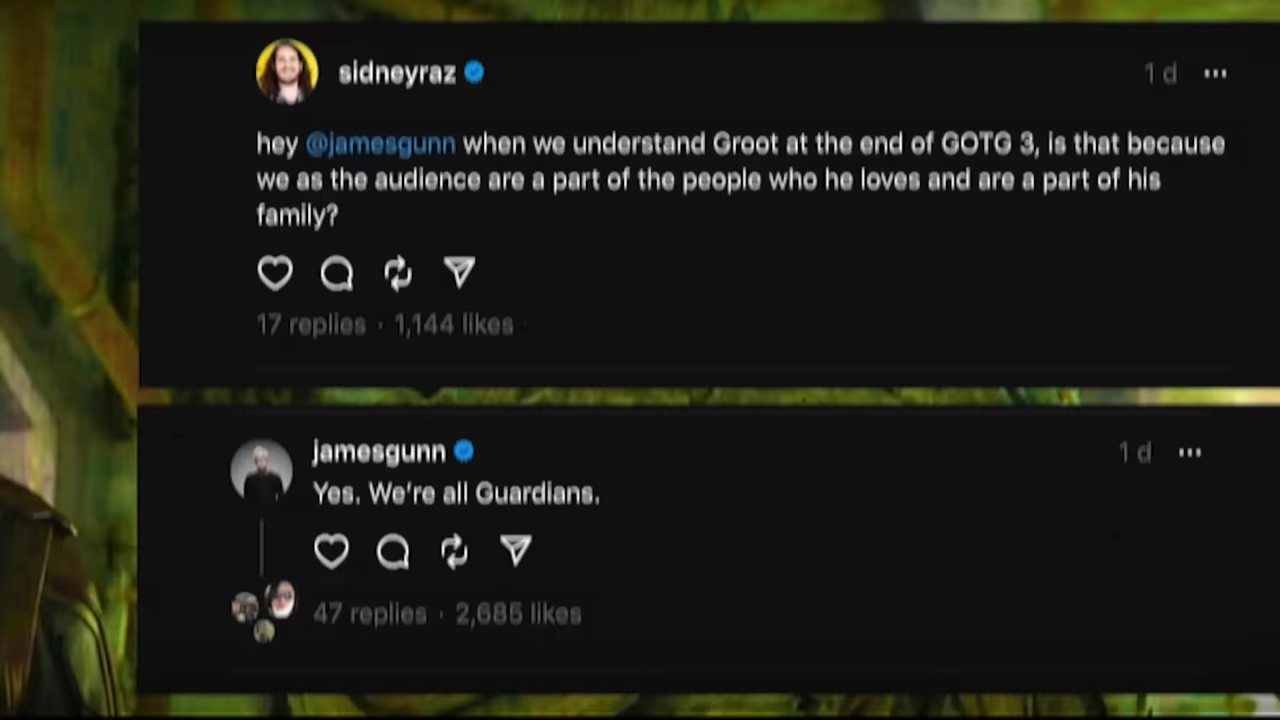 sidneyraz
1 d
hey @jamesgunn when we understand Groot at the end of GOTG 3, is that because
we as the audience are a part of the people who he loves and are a part of his
family?
17 replies · 1,144 likes
jamesgunn
1 d
Yes. We're all Guardians.
47 replies · 2,685 likes